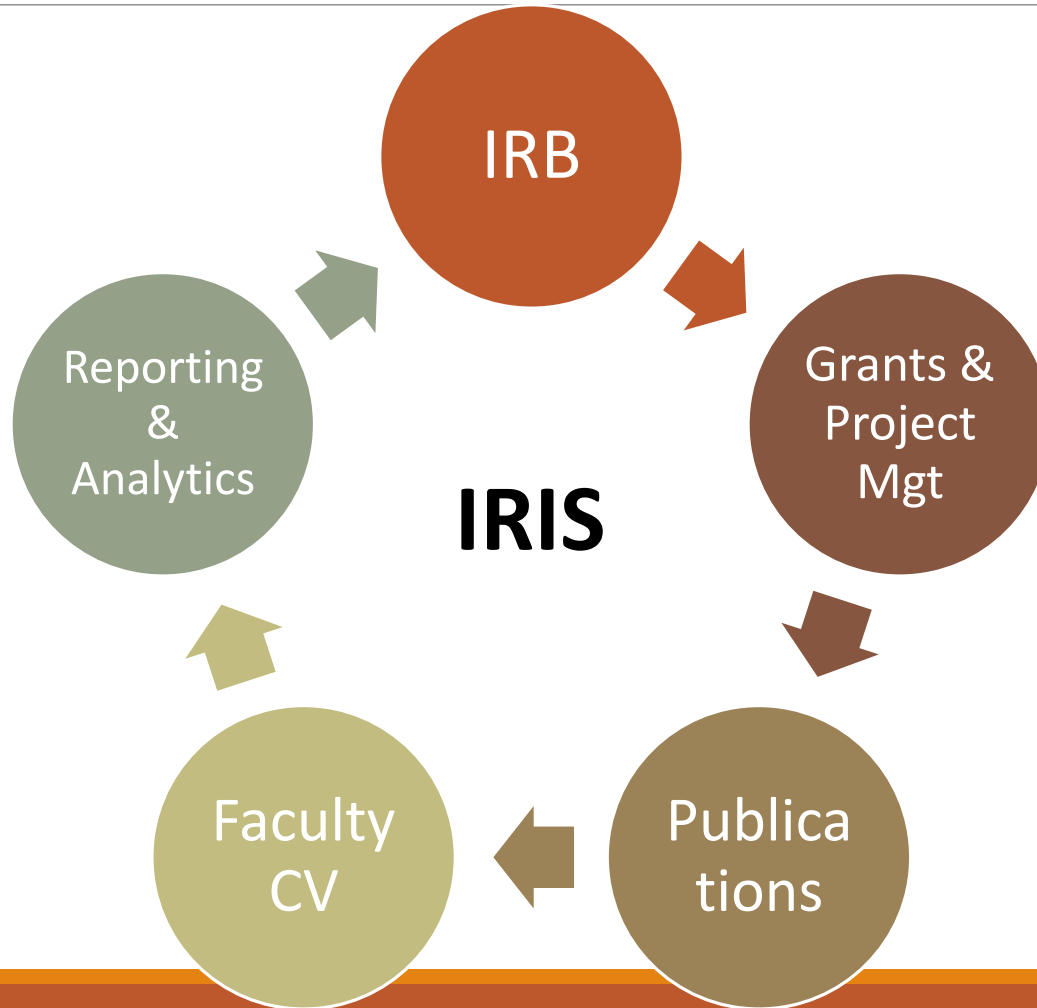 IRB
Grants &
Project
Mgt
Publica
tions
Faculty
CV
Reporting
&
Analytics
IRIS